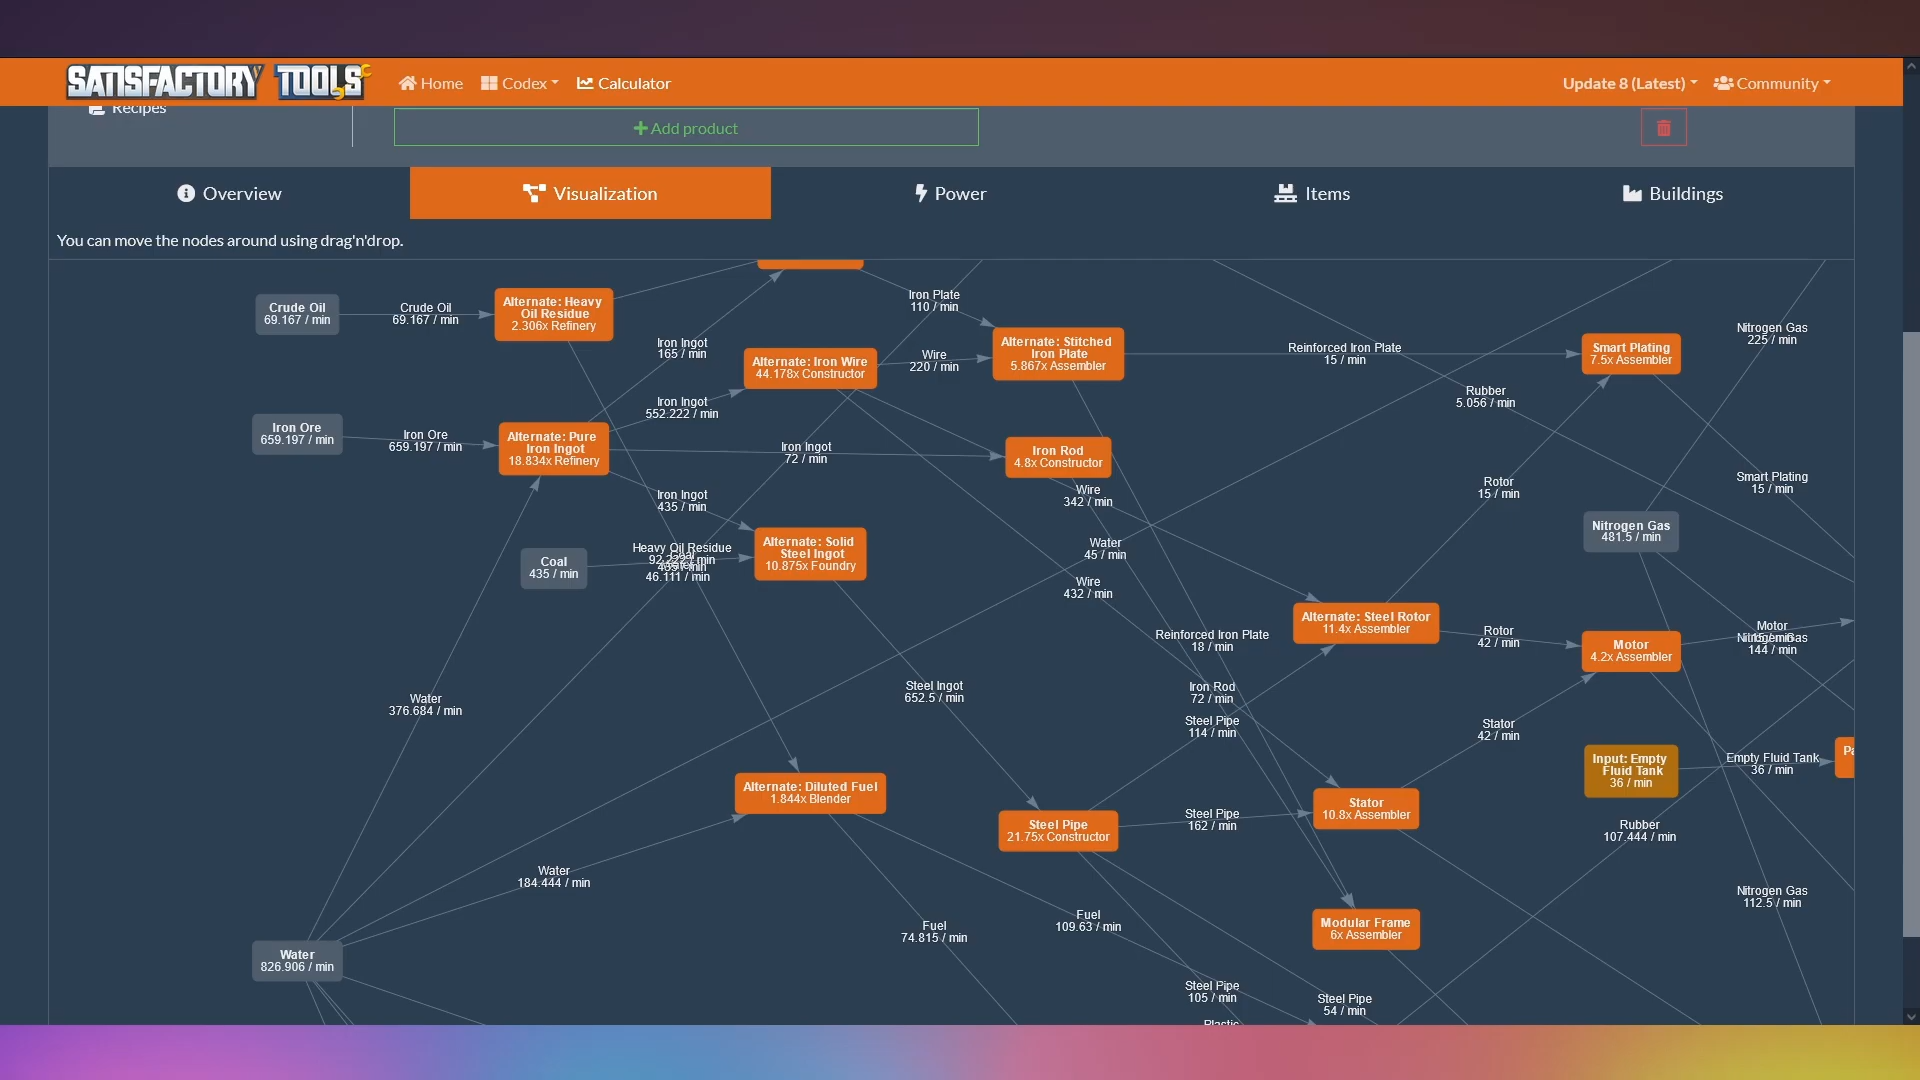 SATISFACTORY TOOLS
Home
Codex
Calculator
Update 8 (Latest)
Community
Recipes
Add product
Overview
Visualization
Power
Items
Buildings
You can move the nodes around using drag'n'drop.
Crude Oil
69.167 / min
Crude Oil
69.167 / min
Alternate: Heavy
Oil Residue
2.306x Refinery
Iron Plate
110 / min
Nitrogen Gas
225 / min
Iron Ingot
165 / min
Alternate: Iron Wire
44.178x Constructor
Wire
220 / min
Alternate: Stitched
Iron Plate
5.867x Assembler
Reinforced Iron Plate
15 / min
Smart Plating
7.5x Assembler
Rubber
5.056 / min
Iron Ingot
552.222 / min
Iron Ore
659.197 / min
Iron Ore
659.197 / min
Alternate: Pure
Iron Ingot
18.834x Refinery
Iron Ingot
72 / min
Iron Rod
4.8x Constructor
Iron Ingot
435 / min
Wire
342 / min
Rotor
15 / min
Smart Plating
15 / min
Nitrogen Gas
481.5 / min
Coal
435 / min
Heavy Oil Residue
46.111 / min
Alternate: Solid
Steel Ingot
10.875x Foundry
Water
45 / min
Wire
432 / min
Alternate: Steel Rotor
11.4x Assembler
Rotor
42 / min
Motor
4.2x Assembler
Motor
144 / min
Reinforced Iron Plate
18 / min
Water
376.684 / min
Steel Ingot
652.5 / min
Iron Rod
72 / min
Steel Pipe
114 / min
Stator
42 / min
Input: Empty
Fluid Tank
36 / min
Empty Fluid Tank
36 / min
Alternate: Diluted Fuel
1.844x Blender
Steel Pipe
21.75x Constructor
Steel Pipe
162 / min
Stator
10.8x Assembler
Rubber
107.444 / min
Water
184.444 / min
Nitrogen Gas
112.5 / min
Fuel
74.815 / min
Fuel
109.63 / min
Modular Frame
6x Assembler
Water
826.906 / min
Steel Pipe
105 / min
Steel Pipe
54 / min
Plastic